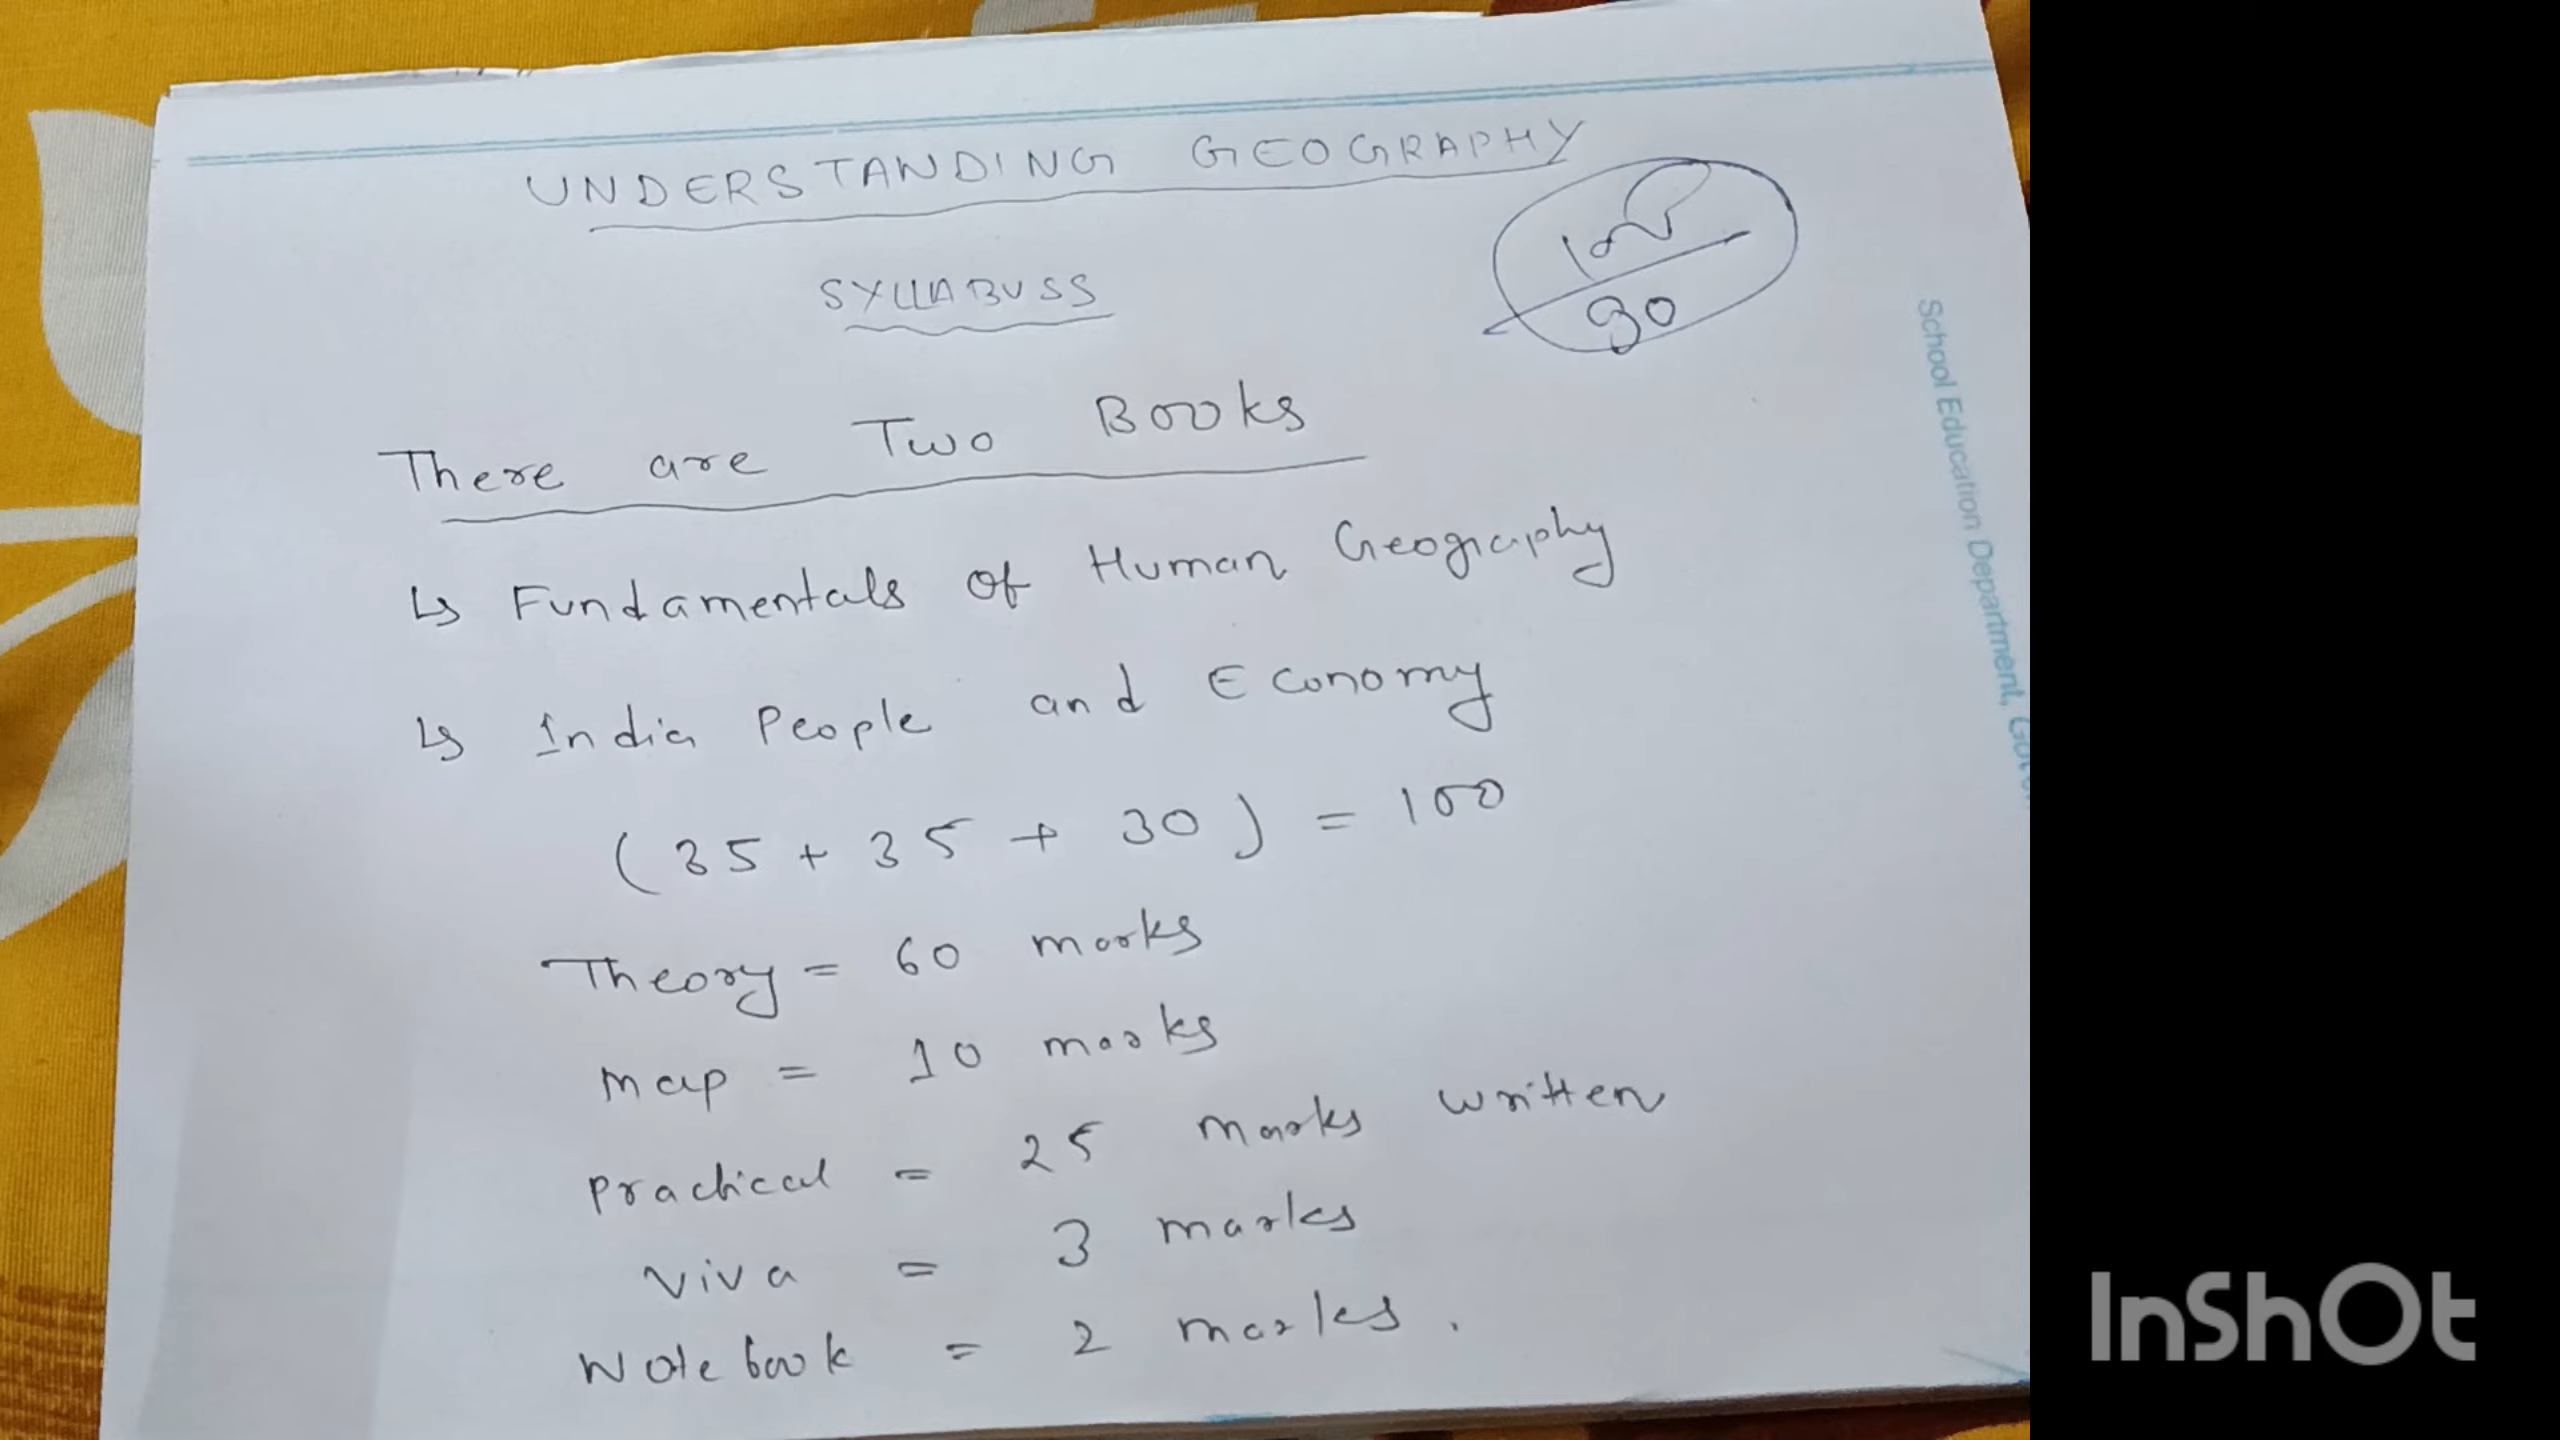 UNDERSTANDING GEOGRAPHY
SYLLABUSS
100
90
There are Two Books
↳ Fundamentals of Human Geography
↳ India People and Economy
(35 + 35 + 30) = 100
Theory = 60 marks
map = 10 marks
Practical = 25 marks written
viva = 3 marks
Note book = 2 marks.
School Education Department,
InShOt